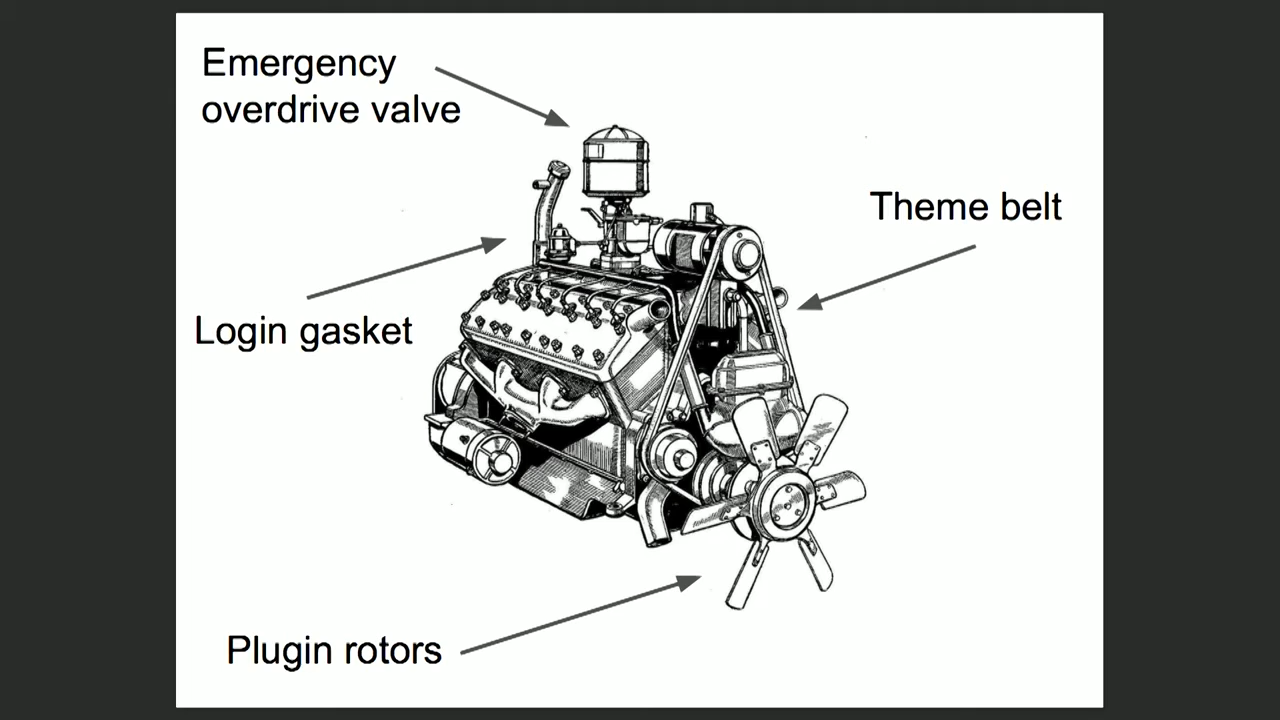 Emergency
overdrive valve
Theme belt
Login gasket
Plugin rotors